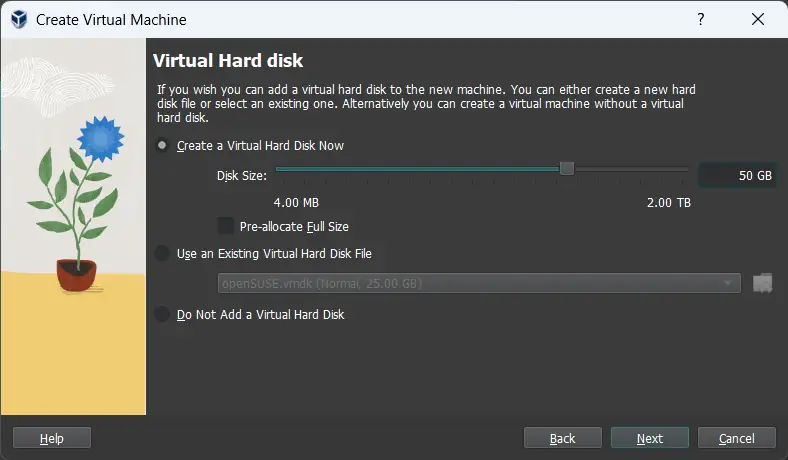 Create Virtual Machine
?
Virtual Hard disk
If you wish you can add a virtual hard disk to the new machine. You can either create a new hard
disk file or select an existing one. Alternatively you can create a virtual machine without a virtual
hard disk.
Create a Virtual Hard Disk Now
Disk Size:
50 GB
4.00 MB
2.00 TB
Pre-allocate Full Size
Use an Existing Virtual Hard Disk File
openSUSE.vmdk (Normal, 25.00 GB)
Do Not Add a Virtual Hard Disk
Help
Back
Next
Cancel